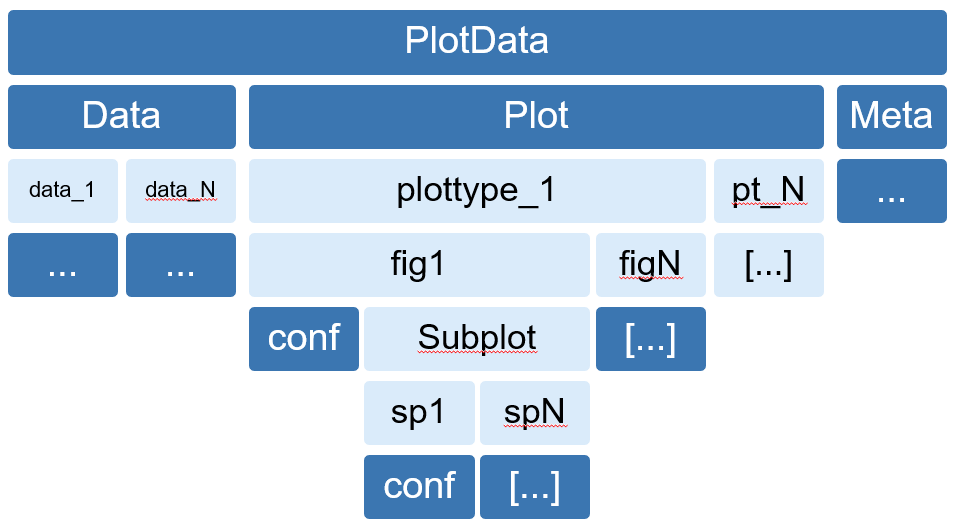 PlotData
Data Plot Meta
data_1 data_N plottype_1 pt_N ...
... ... fig1 figN [...]
conf Subplot [...]
sp1 spN
conf [...]